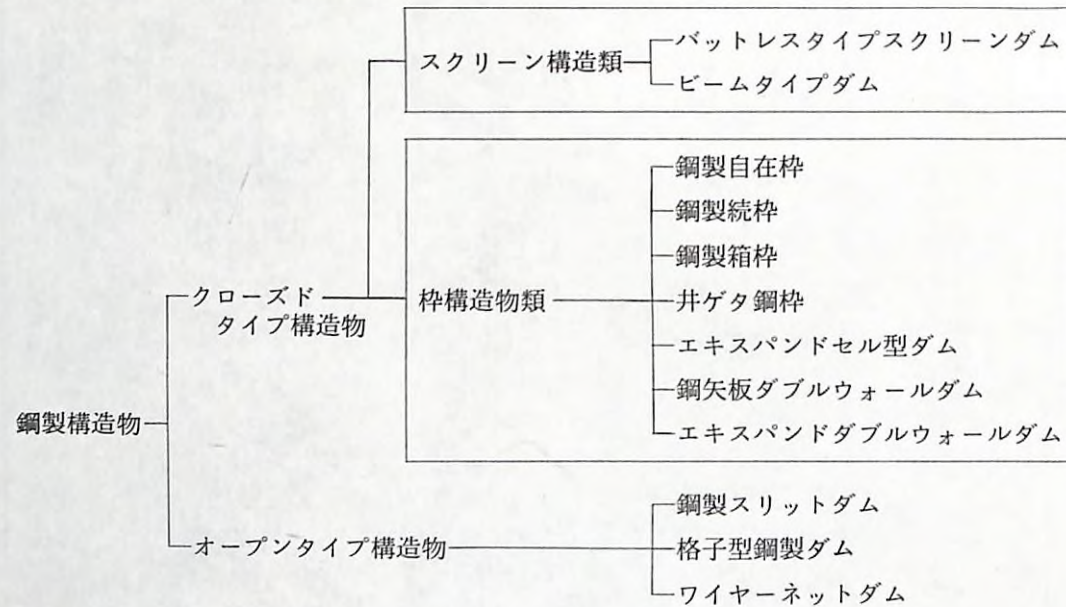 スクリーン構造類
バットレスタイプスクリーンダム
ビームタイプダム
鋼製自在枠
鋼製続枠
鋼製箱枠
クローズド
タイプ構造物
枠構造物類
井ゲタ鋼枠
エキスパンドセル型ダム
鋼矢板ダブルウォールダム
鋼製構造物
エキスパンドダブルウォールダム
鋼製スリットダム
オープンタイプ構造物
格子型鋼製ダム
ワイヤーネットダム